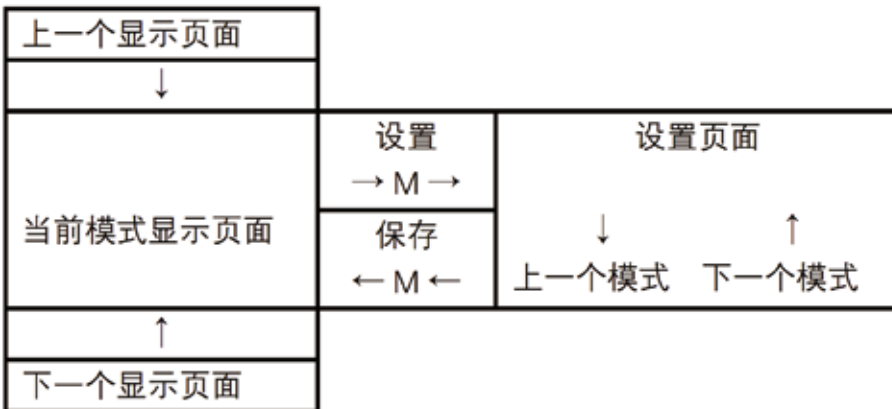 上一个显示页面
↓
设置 设置页面
→ M →
当前模式显示页面 保存 ↓ ↑
← M ← 上一个模式 下一个模式
↑
下一个显示页面